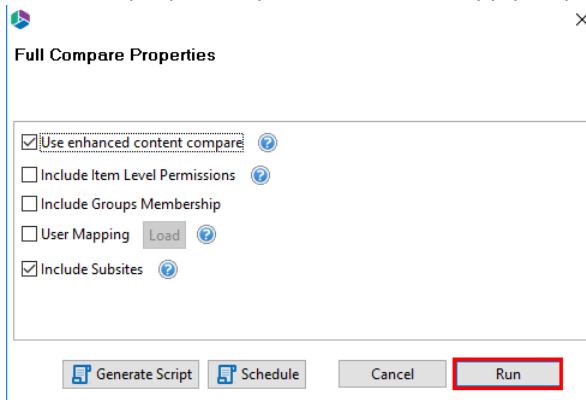 Full Compare Properties
Use enhanced content compare
Include Item Level Permissions
Include Groups Membership
User Mapping Load
Include Subsites
Generate Script Schedule Cancel Run